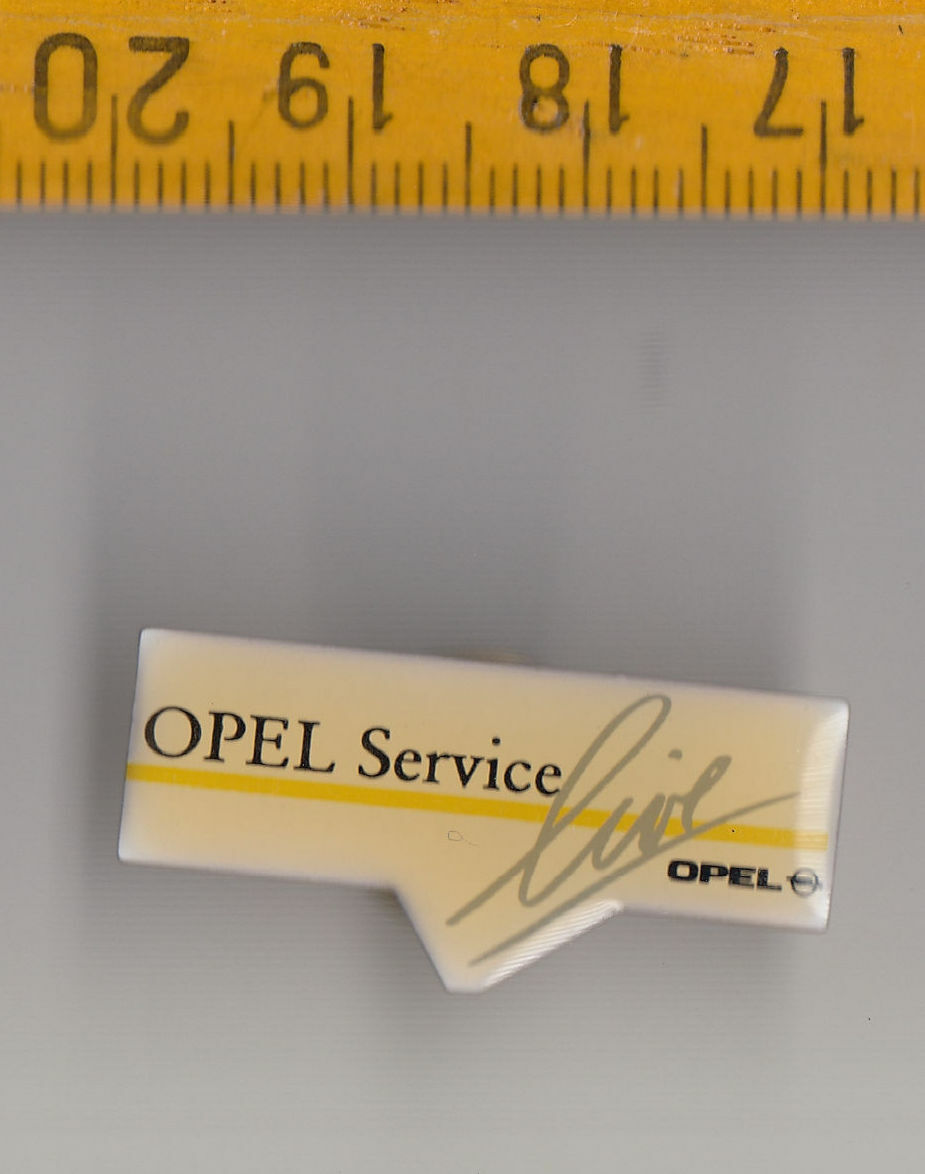 20 19 18 17
OPEL Service
live
OPEL